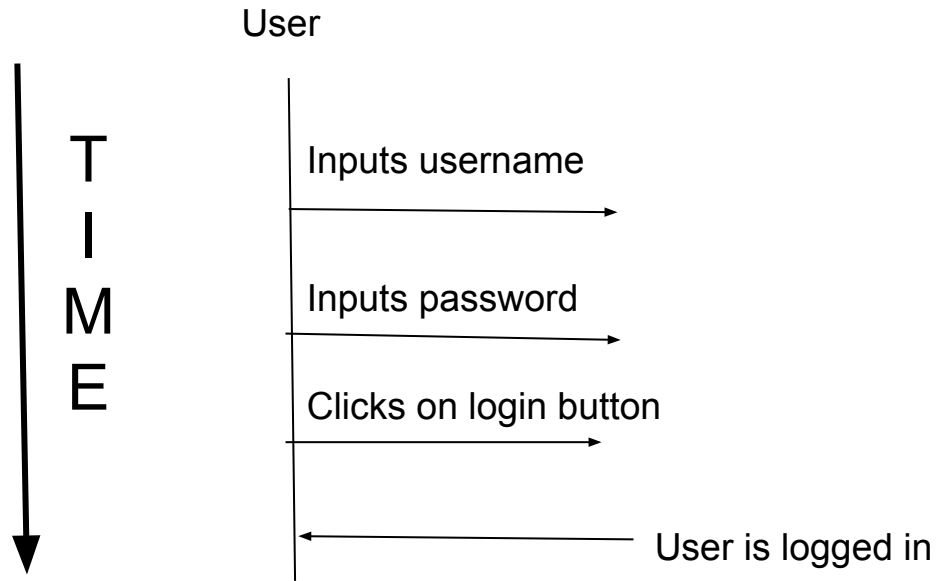 User
T
I
M
E
Inputs username
Inputs password
Clicks on login button
User is logged in